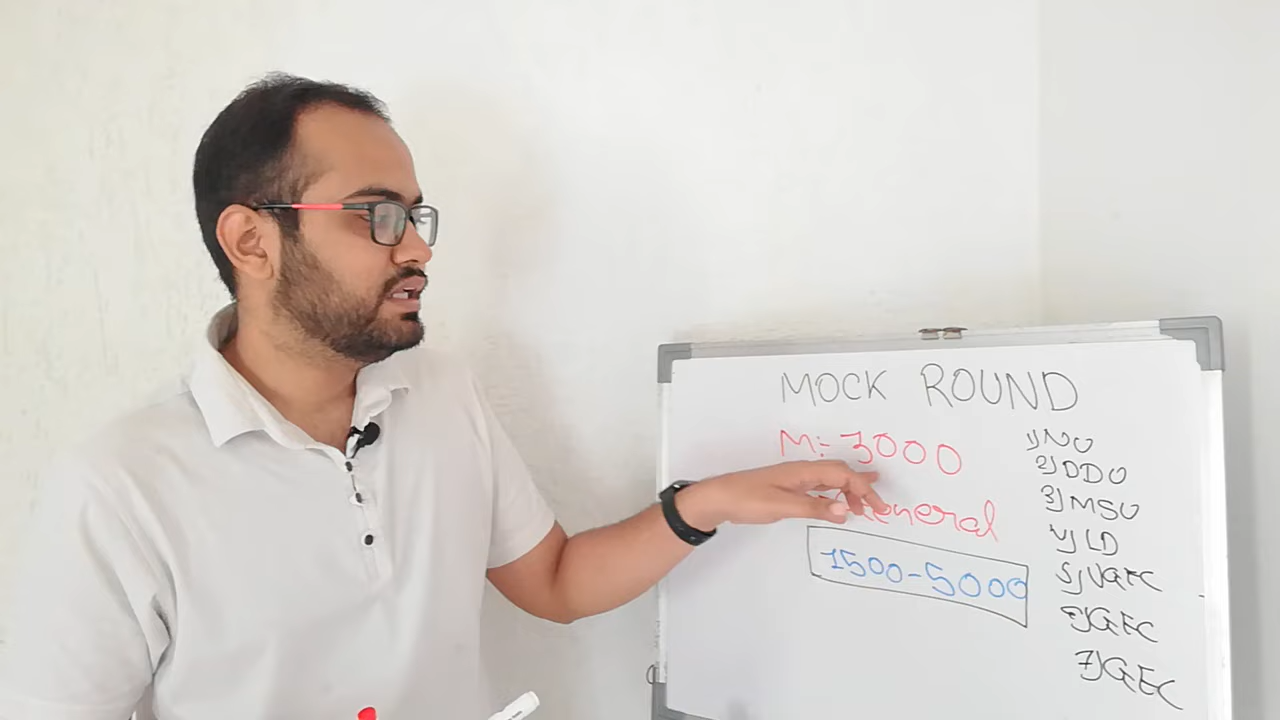 MOCK ROUND
M:- 3000
General
1500-5000
1) NU
2) DDU
3) MSU
4) LD
5) VGEC
6) GEC
7) GEC